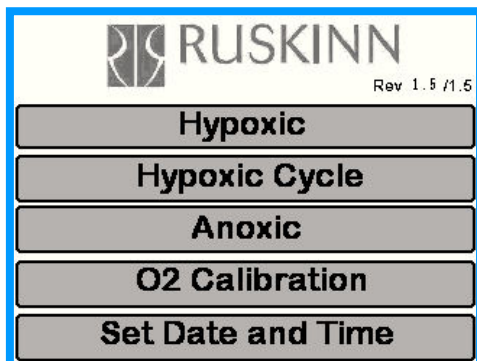 RUSKINN
Rev 1.5 /1.5
Hypoxic
Hypoxic Cycle
Anoxic
O2 Calibration
Set Date and Time